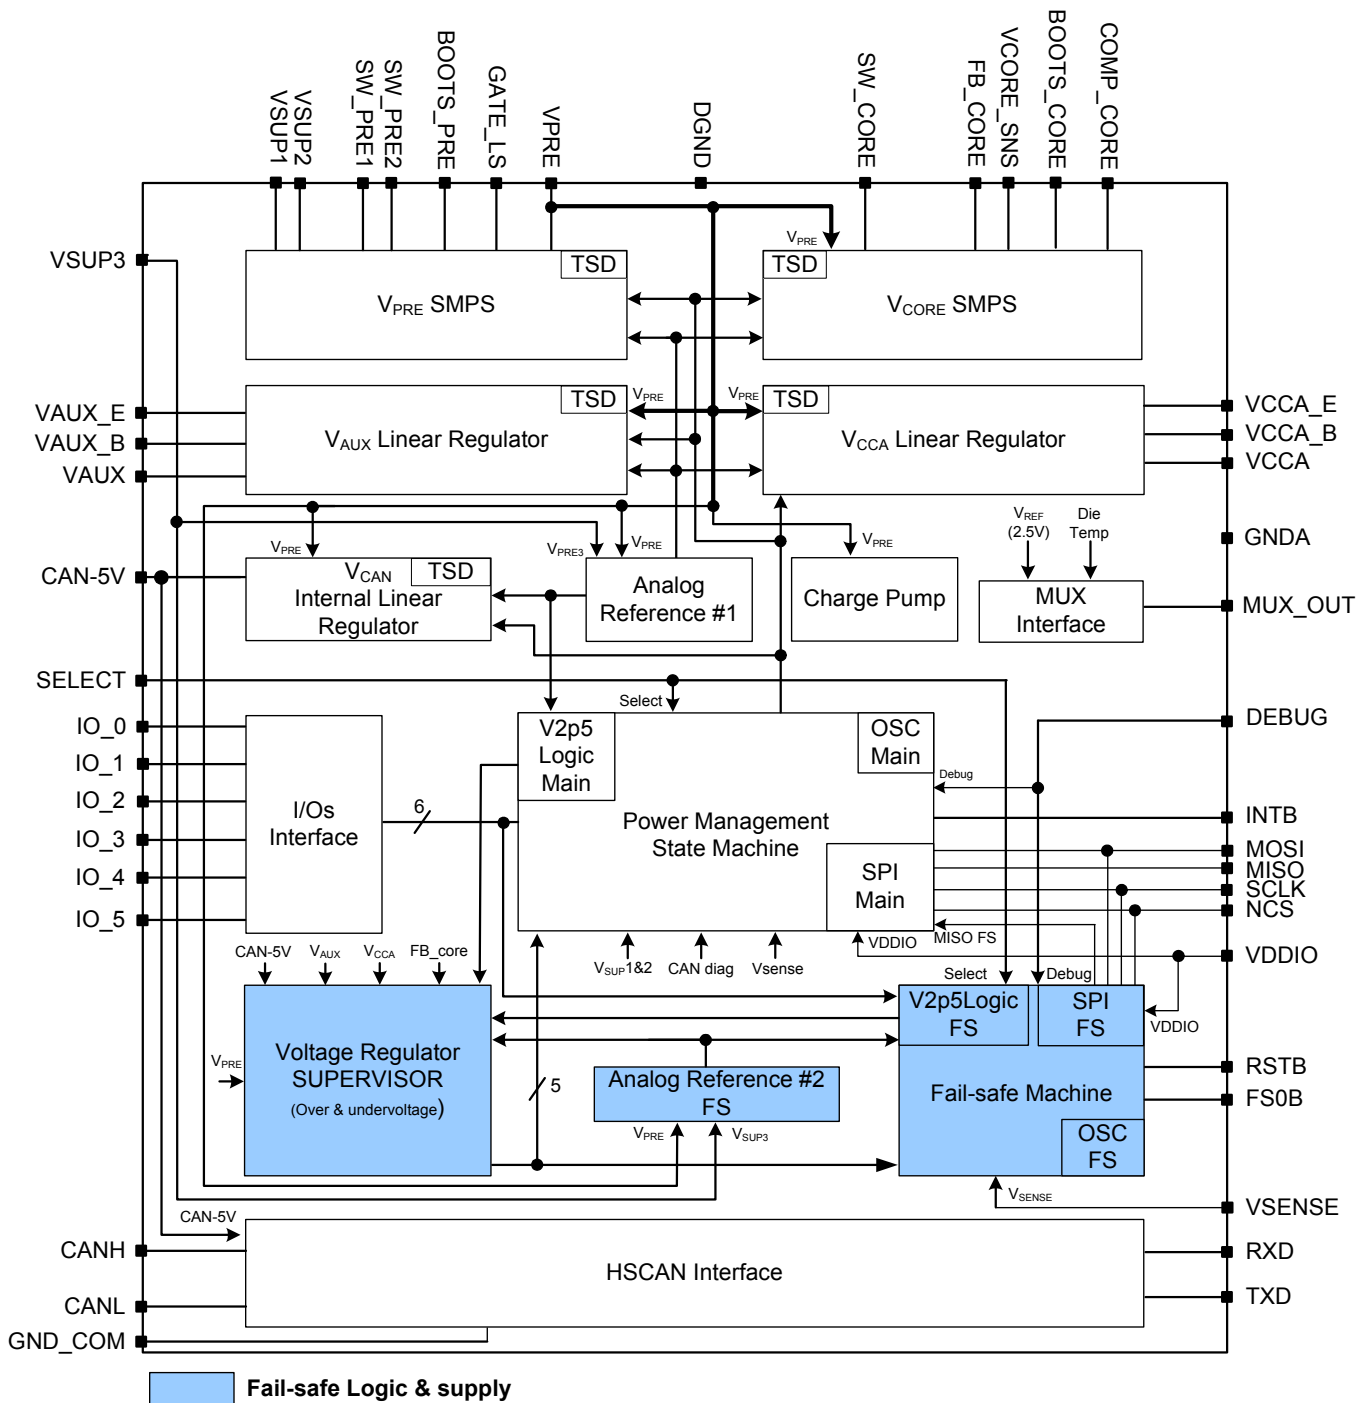 VSUP1
VSUP2
SW_PRE1
SW_PRE2
BOOTS_PRE
GATE_LS
VPRE
DGND
SW_CORE
FB_CORE
VCORE_SNS
BOOTS_CORE
COMP_CORE
VSUP3
TSD
VPRE SMPS
VPRE
TSD
VCORE SMPS
VAUX_E
VAUX_B
VAUX
TSD
VAUX Linear Regulator
VPRE
VPRE
TSD
VCCA Linear Regulator
VCCA_E
VCCA_B
VCCA
VREF
(2.5V)
Die
Temp
GNDA
VPRE
VPRE3
VPRE
VPRE
CAN-5V
VCAN
TSD
Internal Linear
Regulator
Analog
Reference #1
Charge Pump
MUX
Interface
MUX_OUT
SELECT
Select
IO_0
IO_1
IO_2
IO_3
IO_4
IO_5
I/Os
Interface
6
V2p5
Logic
Main
OSC
Main
Power Management
State Machine
SPI
Main
Debug
DEBUG
INTB
MOSI
MISO
SCLK
NCS
VDDIO
MISO FS
VDDIO
CAN-5V
VAUX
VCCA
FB_core
VSUP1&2
CAN diag
Vsense
Select
Debug
VPRE
Voltage Regulator
SUPERVISOR
(Over & undervoltage)
5
Analog Reference #2
FS
VPRE
VSUP3
V2p5Logic
FS
SPI
FS
VDDIO
Fail-safe Machine
OSC
FS
RSTB
FS0B
VSENSE
VSENSE
CAN-5V
CANH
CANL
GND_COM
HSCAN Interface
RXD
TXD
Fail-safe Logic & supply